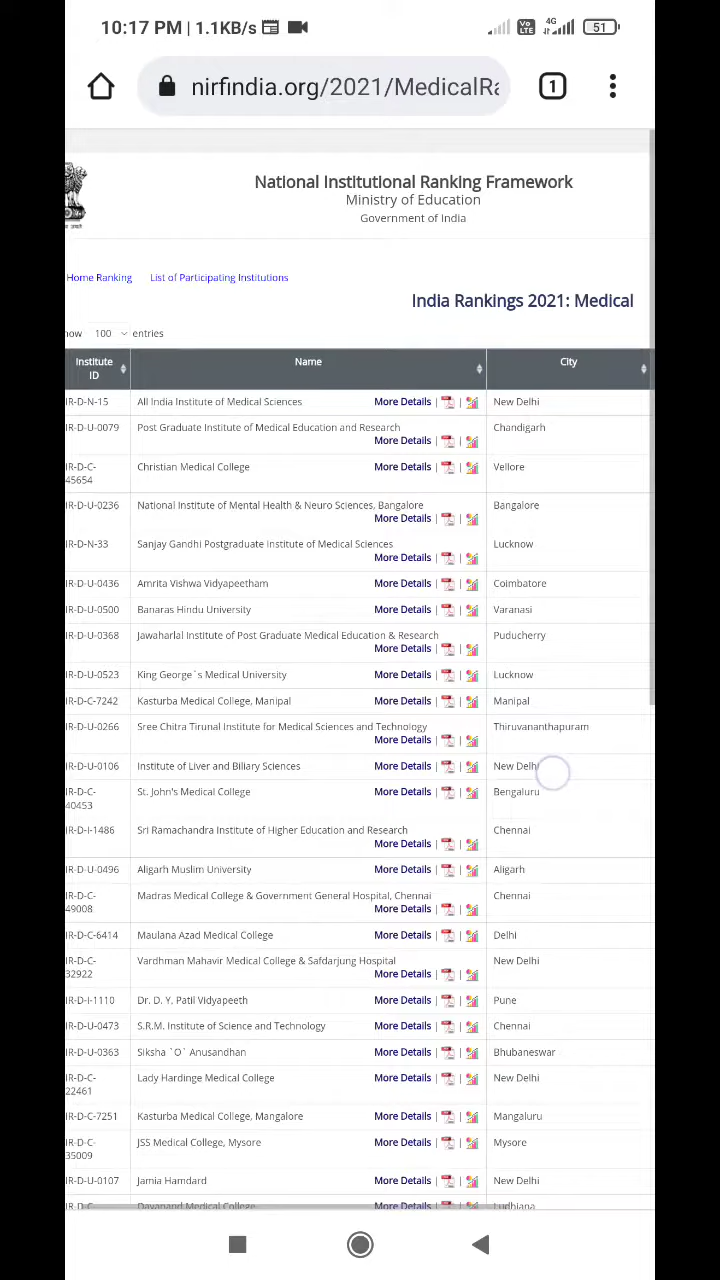 10:17 PM | 1.1KB/s
Vo LTE 4G 51
nirfindia.org/2021/MedicalRa
1
National Institutional Ranking Framework
Ministry of Education
Government of India
Home Ranking List of Participating Institutions
India Rankings 2021: Medical
how 100 entries
Institute ID Name City
IR-D-N-15 All India Institute of Medical Sciences More Details | | New Delhi
IR-D-U-0079 Post Graduate Institute of Medical Education and Research Chandigarh
More Details | |
IR-D-C- Christian Medical College More Details | | Vellore
45654
IR-D-U-0236 National Institute of Mental Health & Neuro Sciences, Bangalore Bangalore
More Details | |
IR-D-N-33 Sanjay Gandhi Postgraduate Institute of Medical Sciences Lucknow
More Details | |
IR-D-U-0436 Amrita Vishwa Vidyapeetham More Details | | Coimbatore
IR-D-U-0500 Banaras Hindu University More Details | | Varanasi
IR-D-U-0368 Jawaharlal Institute of Post Graduate Medical Education & Research Puducherry
More Details | |
IR-D-U-0523 King George`s Medical University More Details | | Lucknow
IR-D-C-7242 Kasturba Medical College, Manipal More Details | | Manipal
IR-D-U-0266 Sree Chitra Tirunal Institute for Medical Sciences and Technology Thiruvananthapuram
More Details | |
IR-D-U-0106 Institute of Liver and Biliary Sciences More Details | | New Delhi
IR-D-C- St. John's Medical College More Details | | Bengaluru
40453
IR-D-I-1486 Sri Ramachandra Institute of Higher Education and Research Chennai
More Details | |
IR-D-U-0496 Aligarh Muslim University More Details | | Aligarh
IR-D-C- Madras Medical College & Government General Hospital, Chennai Chennai
49008 More Details | |
IR-D-C-6414 Maulana Azad Medical College More Details | | Delhi
IR-D-C- Vardhman Mahavir Medical College & Safdarjung Hospital New Delhi
32922 More Details | |
IR-D-I-1110 Dr. D. Y. Patil Vidyapeeth More Details | | Pune
IR-D-U-0473 S.R.M. Institute of Science and Technology More Details | | Chennai
IR-D-U-0363 Siksha `O` Anusandhan More Details | | Bhubaneswar
IR-D-C- Lady Hardinge Medical College More Details | | New Delhi
22461
IR-D-C-7251 Kasturba Medical College, Mangalore More Details | | Mangaluru
IR-D-C- JSS Medical College, Mysore More Details | | Mysore
35009
IR-D-U-0107 Jamia Hamdard More Details | | New Delhi
IR-D-C- Dayanand Medical College More Details | | Ludhiana